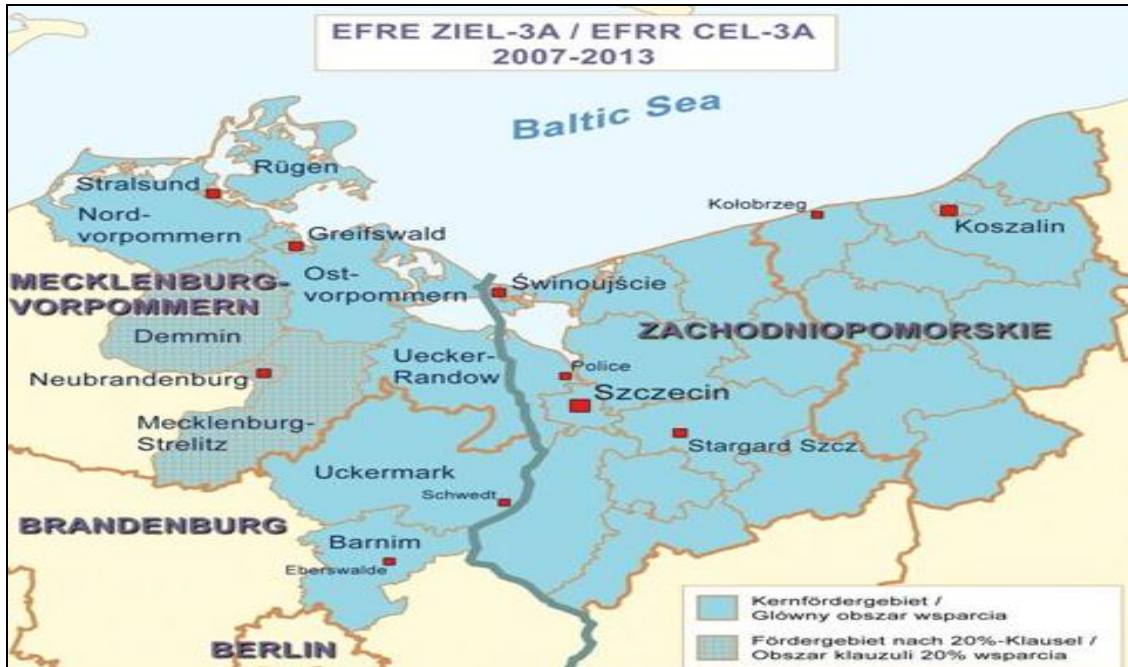 EFRE ZIEL-3A / EFRR CEL-3A
2007-2013
Baltic Sea
Rügen
Stralsund
Nord-
vorpommern
Greifswald
Kołobrzeg
Koszalin
MECKLENBURG-
VORPOMMERN
Ost-
vorpommern
Świnoujście
ZACHODNIOPOMORSKIE
Demmin
Uecker-
Randow
Police
Neubrandenburg
Szczecin
Mecklenburg-
Strelitz
Stargard Szcz.
Uckermark
Schwedt
BRANDENBURG
Barnim
Eberswalde
BERLIN
Kernfördergebiet /
Główny obszar wsparcia
Fördergebiet nach 20%-Klausel /
Obszar klauzuli 20% wsparcia